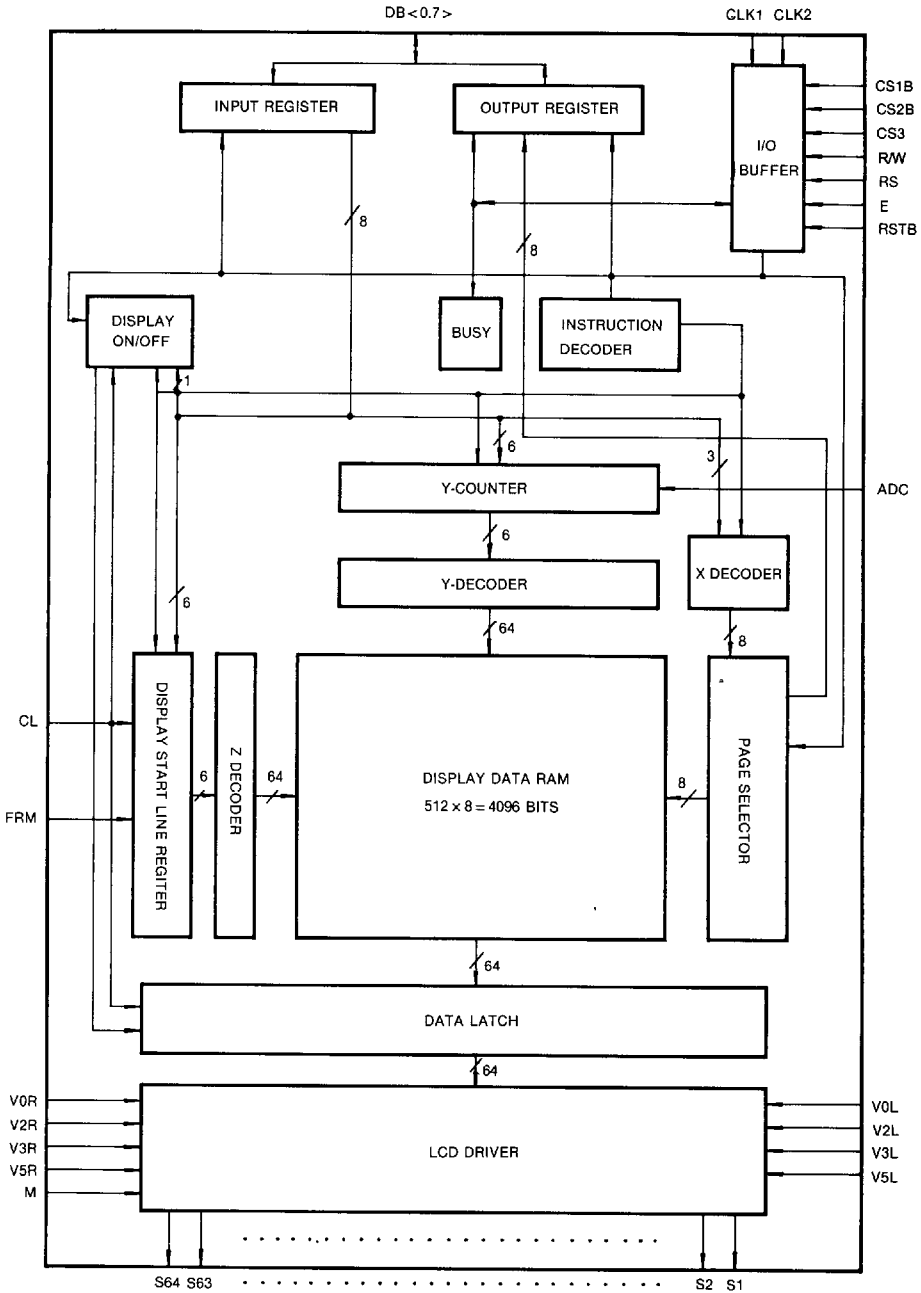 DB<0.7>
CLK1 CLK2
INPUT REGISTER
OUTPUT REGISTER
I/O
BUFFER
CS1B
CS2B
CS3
R/W
RS
E
RSTB
8
8
DISPLAY
ON/OFF
BUSY
INSTRUCTION
DECODER
1
6
3
Y-COUNTER
ADC
6
X DECODER
Y-DECODER
6
64
8
CL
FRM
DISPLAY START LINE REGITER
6
Z DECODER
64
DISPLAY DATA RAM
512 × 8 = 4096 BITS
8
PAGE SELECTOR
64
DATA LATCH
64
V0R
V2R
V3R
V5R
M
LCD DRIVER
V0L
V2L
V3L
V5L
S64 S63
S2 S1